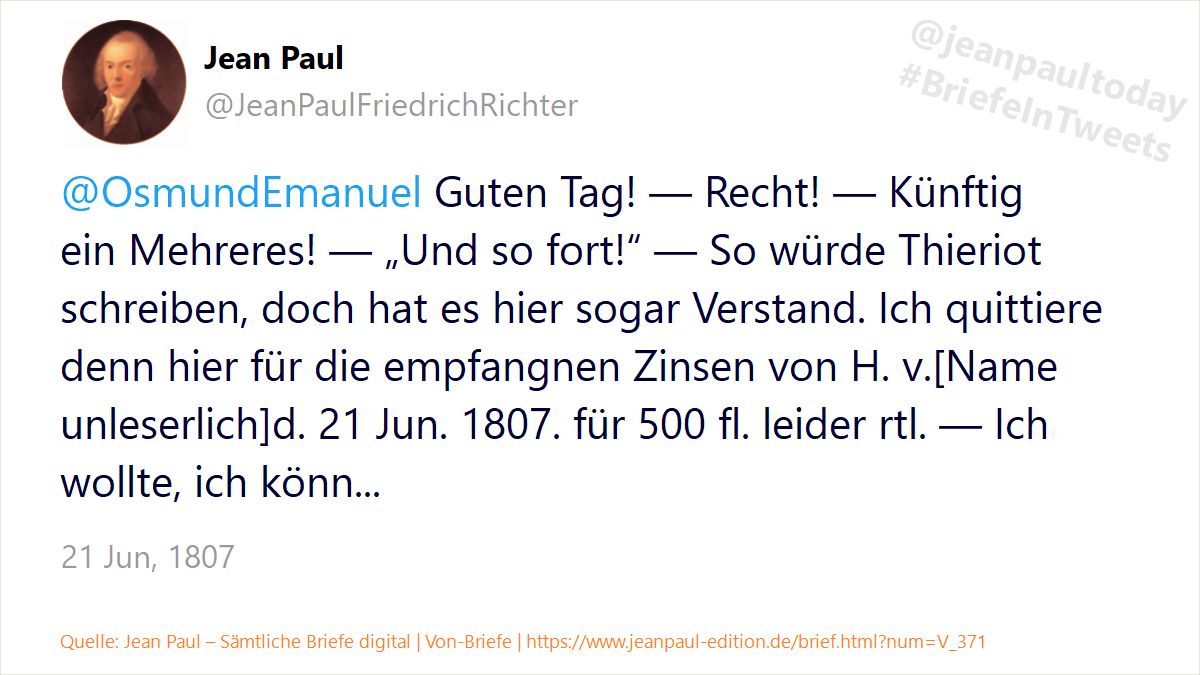 Jean Paul
@JeanPaulFriedrichRichter
@jeanpaultoday
#BriefeInTweets
@OsmundEmanuel Guten Tag! — Recht! — Künftig
ein Mehreres! — „Und so fort!“ — So würde Thieriot
schreiben, doch hat es hier sogar Verstand. Ich quittiere
denn hier für die empfangnen Zinsen von H. v.[Name
unleserlich]d. 21 Jun. 1807. für 500 fl. leider rtl. — Ich
wollte, ich könn...
21 Jun, 1807
Quelle: Jean Paul – Sämtliche Briefe digital | Von-Briefe | https://www.jeanpaul-edition.de/brief.html?num=V_371